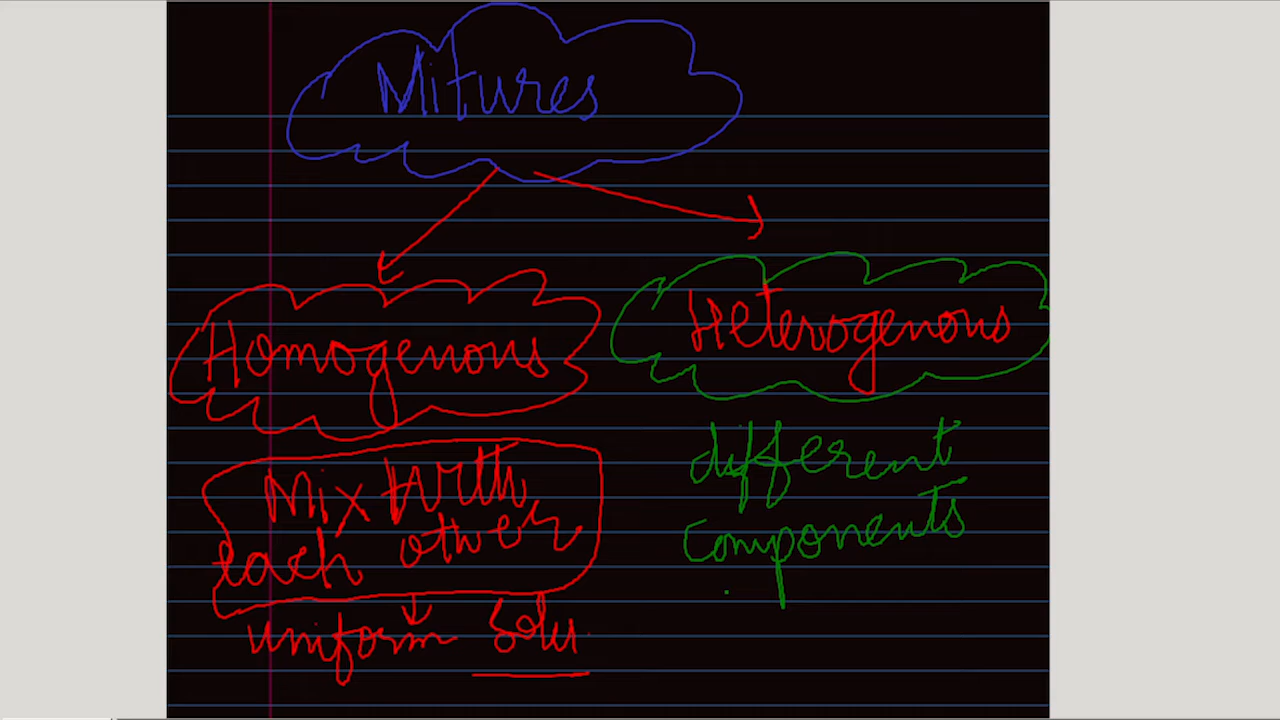 Mitures
Homogenous
Heterogenous
Mix with
each other
uniform Solu
different
components